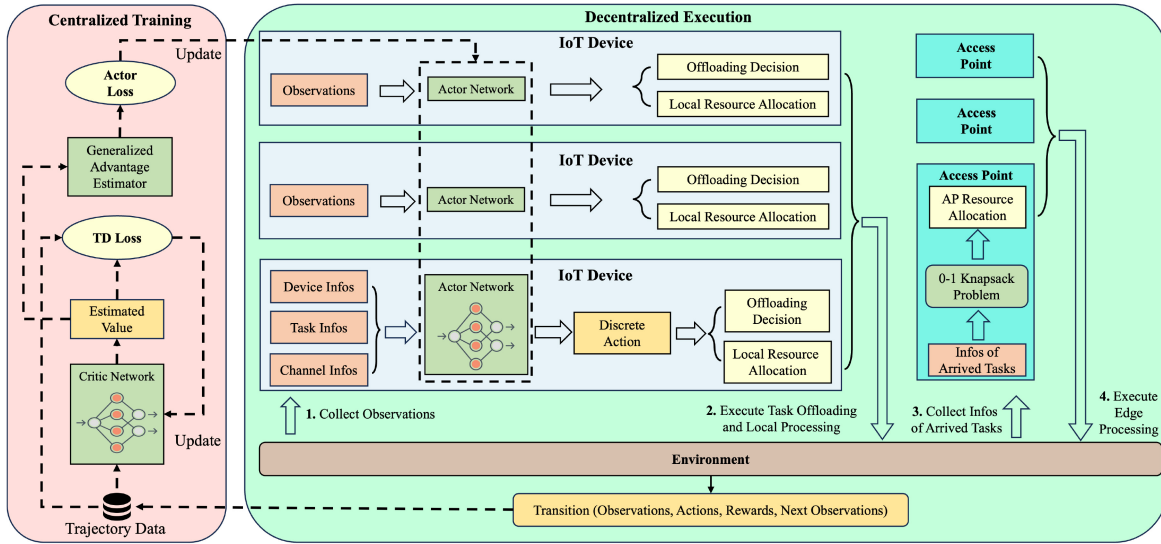 Centralized Training
Update
Actor
Loss
Generalized
Advantage
Estimator
TD Loss
Estimated
Value
Critic Network
Update
Trajectory Data
Decentralized Execution
IoT Device
Observations
Actor Network
Offloading Decision
Local Resource Allocation
IoT Device
Observations
Actor Network
Offloading Decision
Local Resource Allocation
IoT Device
Device Infos
Task Infos
Channel Infos
Actor Network
Discrete
Action
Offloading
Decision
Local Resource
Allocation
Access
Point
Access
Point
Access Point
AP Resource
Allocation
0-1 Knapsack
Problem
Infos of
Arrived Tasks
1. Collect Observations
2. Execute Task Offloading
and Local Processing
3. Collect Infos
of Arrived Tasks
4. Execute
Edge
Processing
Environment
Transition (Observations, Actions, Rewards, Next Observations)